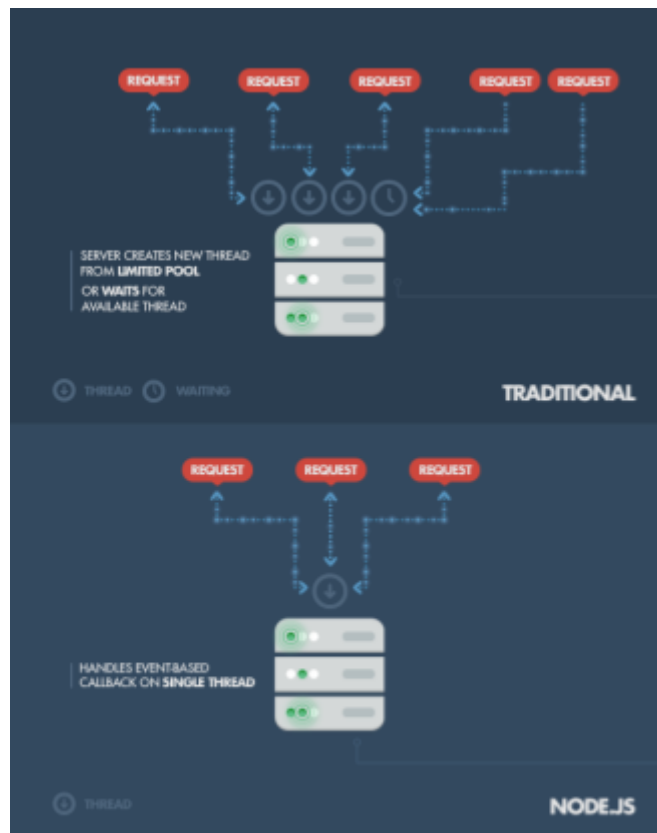 REQUEST REQUEST REQUEST REQUEST REQUEST
SERVER CREATES NEW THREAD
FROM LIMITED POOL
OR WAITS FOR
AVAILABLE THREAD
THREAD WAITING
TRADITIONAL
REQUEST REQUEST REQUEST
HANDLES EVENT-BASED
CALLBACK ON SINGLE THREAD
THREAD
NODE.JS